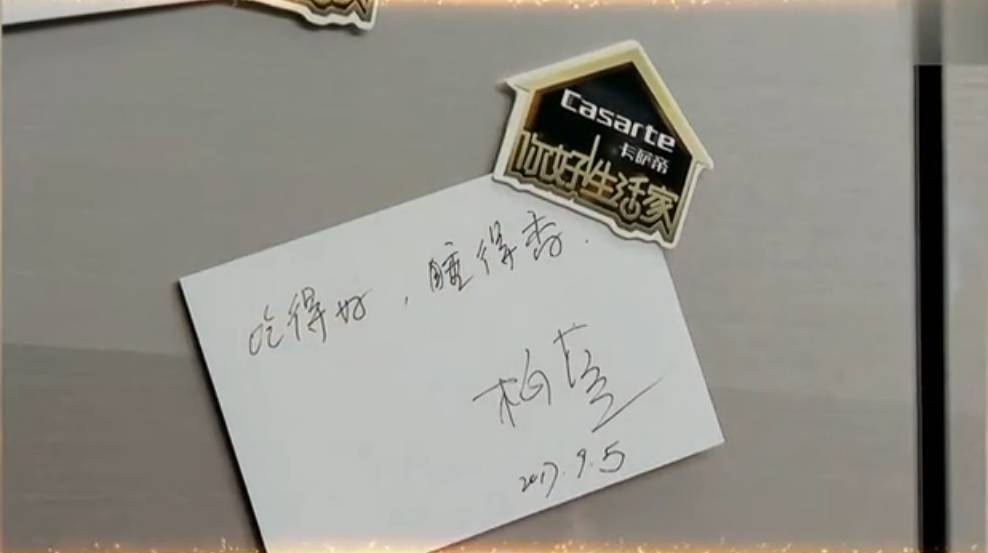 Casarte
卡萨帝
你好生活家
吃得好，睡得香.
2017.9.5